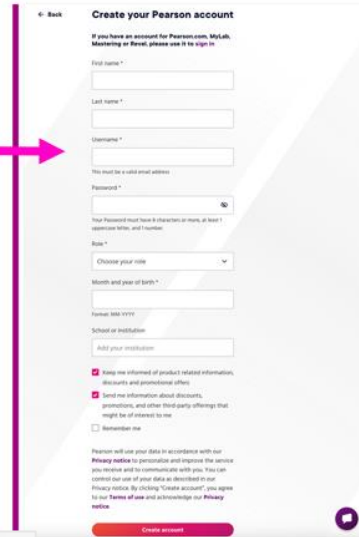 ← Back
Create your Pearson account
If you have an account for Pearson.com, MyLab,
Mastering or Revel, please use it to sign in
First name *
Last name *
Username *
This must be a valid email address
Password *
Your Password must have 8 characters or more, at least 1
uppercase letter, and 1 number.
Role *
Choose your role
Month and year of birth *
Format: MM-YYYY
School or institution
Add your institution
Keep me informed of product related information,
discounts and promotional offers
Send me information about discounts,
promotions, and other third-party offerings that
might be of interest to me
Remember me
Pearson will use your data in accordance with our
Privacy notice to personalize and improve the service
you receive and to communicate with you. You can
control our use of your data as described in our
Privacy notice. By clicking "Create account", you agree
to our Terms of use and acknowledge our Privacy
notice
Create account